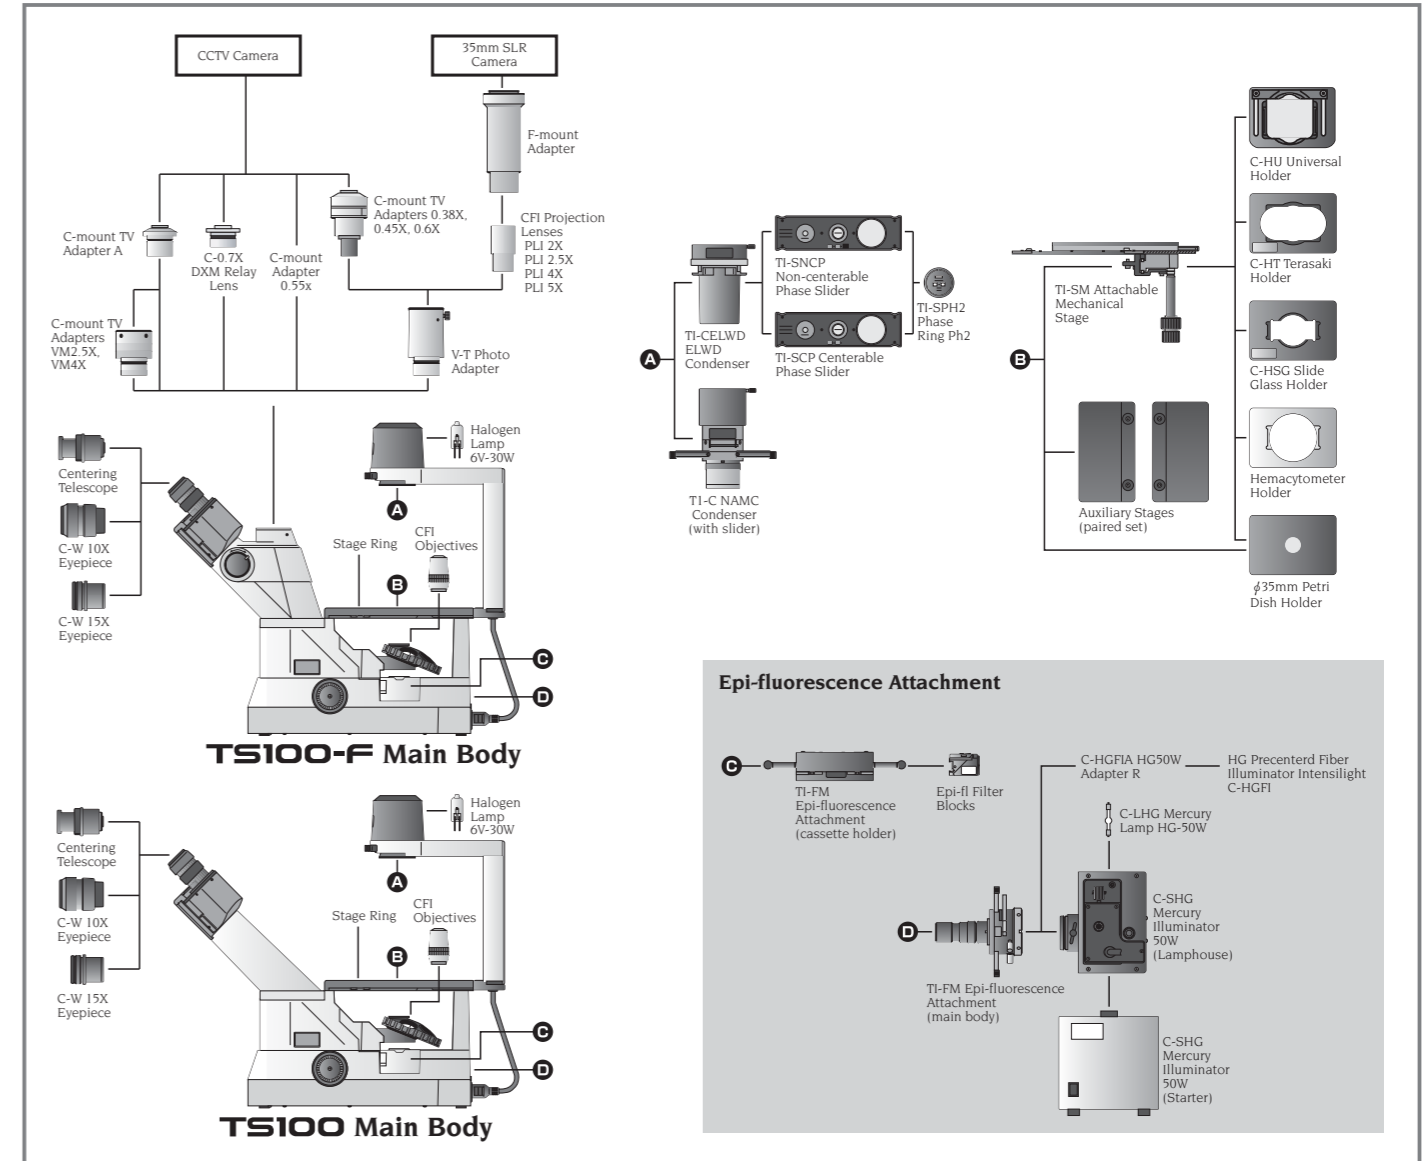 CCTV Camera
35mm SLR
Camera
F-mount
Adapter
C-mount TV
Adapters 0.38X,
0.45X, 0.6X
CFI Projection
Lenses
PLI 2X
PLI 2.5X
PLI 4X
PLI 5X
C-mount TV
Adapter A
C-0.7X
DXM Relay
Lens
C-mount
Adapter
0.55x
C-mount TV
Adapters
VM2.5X,
VM4X
V-T Photo
Adapter
Centering
Telescope
C-W 10X
Eyepiece
C-W 15X
Eyepiece
Halogen
Lamp
6V-30W
A
Stage Ring
CFI
Objectives
B
C
D
TS100-F Main Body
Centering
Telescope
C-W 10X
Eyepiece
C-W 15X
Eyepiece
Halogen
Lamp
6V-30W
A
Stage Ring
CFI
Objectives
B
C
D
TS100 Main Body
A
TI-CELWD
ELWD
Condenser
TI-SNCP
Non-centerable
Phase Slider
TI-SCP Centerable
Phase Slider
TI-SPH2
Phase
Ring Ph2
T1-C NAMC
Condenser
(with slider)
B
TI-SM Attachable
Mechanical
Stage
Auxiliary Stages
(paired set)
C-HU Universal
Holder
C-HT Terasaki
Holder
C-HSG Slide
Glass Holder
Hemacytometer
Holder
ϕ35mm Petri
Dish Holder
Epi-fluorescence Attachment
C
TI-FM
Epi-fluorescence
Attachment
(cassette holder)
Epi-fl Filter
Blocks
C-HGFIA HG50W
Adapter R
HG Precenterd Fiber
Illuminator Intensilight
C-HGFI
C-LHG Mercury
Lamp HG-50W
D
TI-FM Epi-fluorescence
Attachment
(main body)
C-SHG
Mercury
Illuminator
50W
(Lamphouse)
C-SHG
Mercury
Illuminator
50W
(Starter)